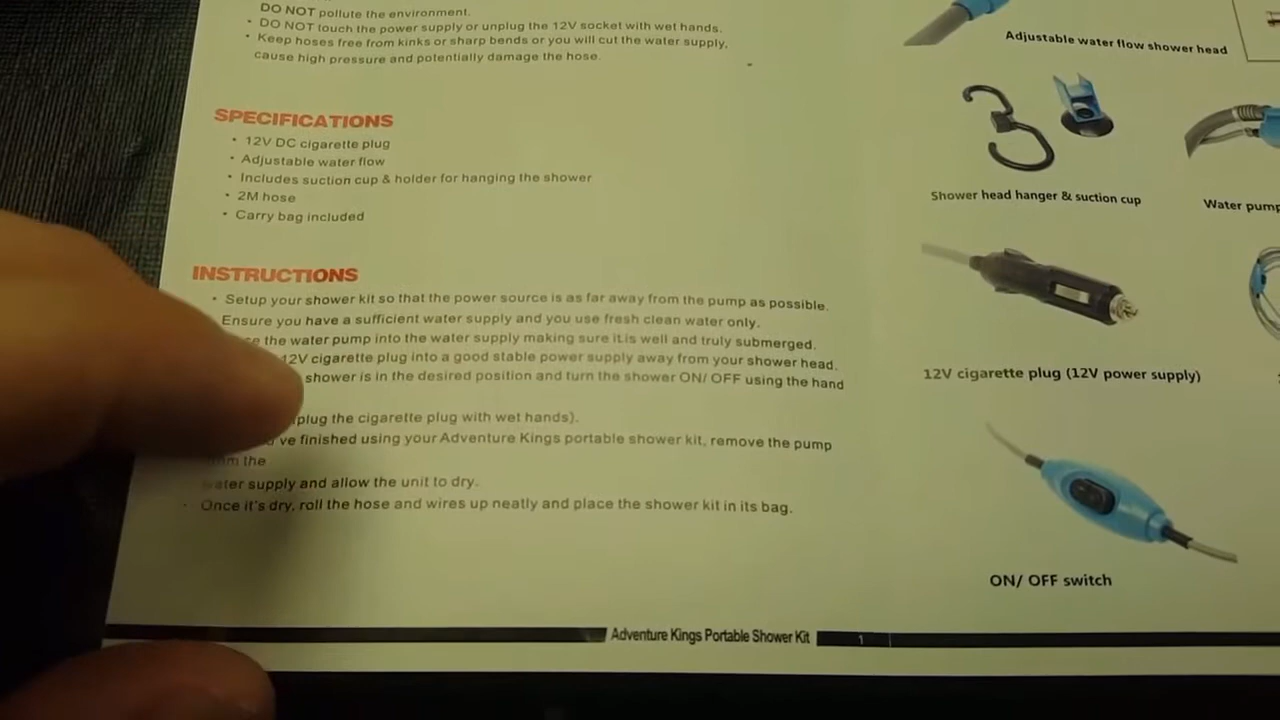 DO NOT pollute the environment.
• DO NOT touch the power supply or unplug the 12V socket with wet hands.
• Keep hoses free from kinks or sharp bends or you will cut the water supply,
cause high pressure and potentially damage the hose.
SPECIFICATIONS
• 12V DC cigarette plug
• Adjustable water flow
• Includes suction cup & holder for hanging the shower
• 2M hose
• Carry bag included
INSTRUCTIONS
• Setup your shower kit so that the power source is as far away from the pump as possible.
Ensure you have a sufficient water supply and you use fresh clean water only.
the water pump into the water supply making sure it is well and truly submerged.
12V cigarette plug into a good stable power supply away from your shower head.
shower is in the desired position and turn the shower ON/ OFF using the hand
plug the cigarette plug with wet hands).
've finished using your Adventure Kings portable shower kit, remove the pump
the
water supply and allow the unit to dry.
• Once it's dry, roll the hose and wires up neatly and place the shower kit in its bag.
Adjustable water flow shower head
Shower head hanger & suction cup
Water pump
12V cigarette plug (12V power supply)
ON/ OFF switch
Adventure Kings Portable Shower Kit
1